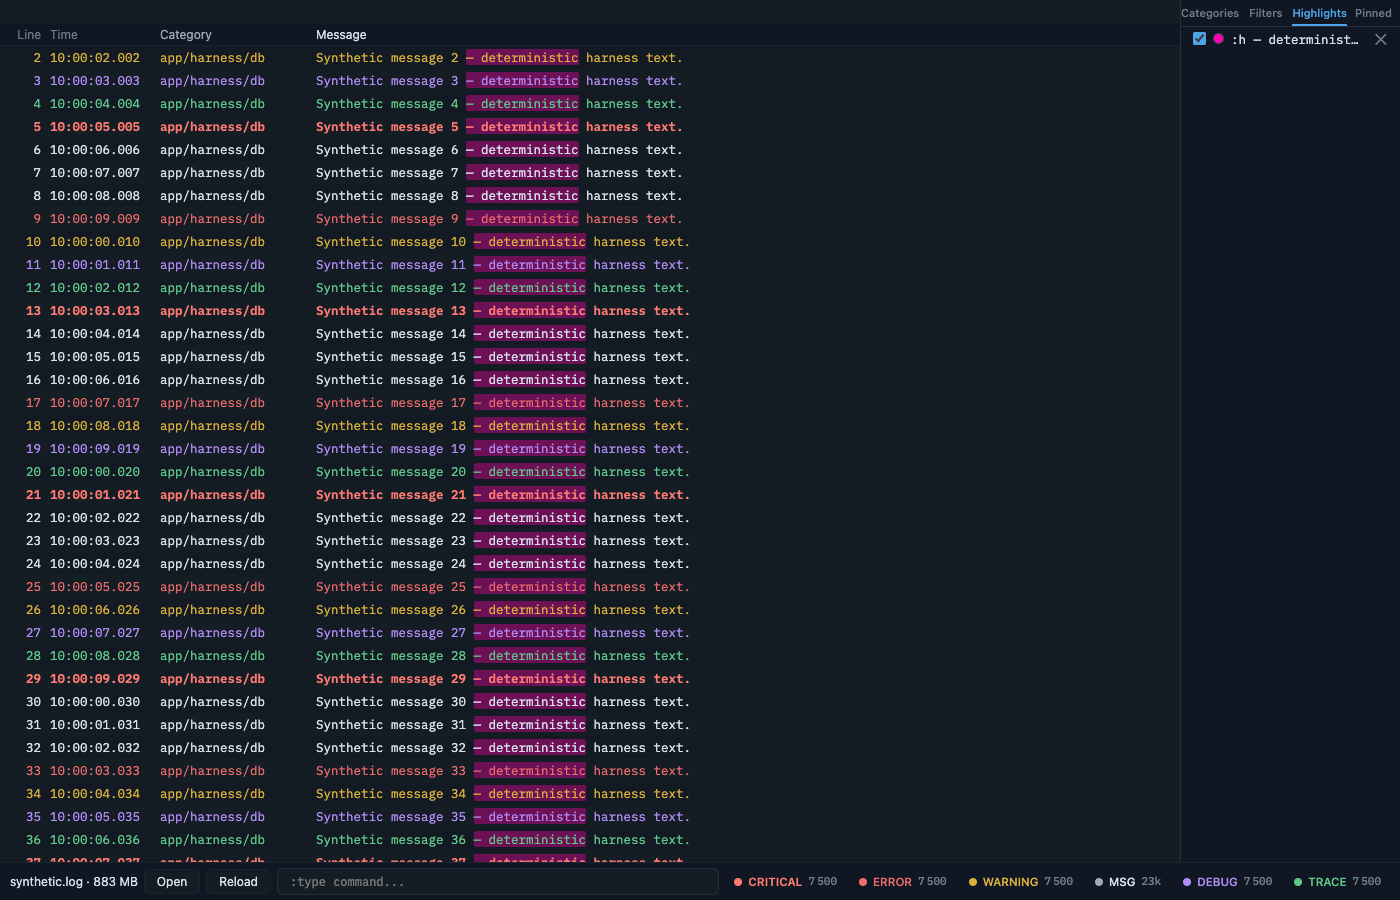 Categories Filters Highlights Pinned
:h — determinist…
Line Time Category Message
2 10:00:02.002 app/harness/db Synthetic message 2 — deterministic harness text.
3 10:00:03.003 app/harness/db Synthetic message 3 — deterministic harness text.
4 10:00:04.004 app/harness/db Synthetic message 4 — deterministic harness text.
5 10:00:05.005 app/harness/db Synthetic message 5 — deterministic harness text.
6 10:00:06.006 app/harness/db Synthetic message 6 — deterministic harness text.
7 10:00:07.007 app/harness/db Synthetic message 7 — deterministic harness text.
8 10:00:08.008 app/harness/db Synthetic message 8 — deterministic harness text.
9 10:00:09.009 app/harness/db Synthetic message 9 — deterministic harness text.
10 10:00:00.010 app/harness/db Synthetic message 10 — deterministic harness text.
11 10:00:01.011 app/harness/db Synthetic message 11 — deterministic harness text.
12 10:00:02.012 app/harness/db Synthetic message 12 — deterministic harness text.
13 10:00:03.013 app/harness/db Synthetic message 13 — deterministic harness text.
14 10:00:04.014 app/harness/db Synthetic message 14 — deterministic harness text.
15 10:00:05.015 app/harness/db Synthetic message 15 — deterministic harness text.
16 10:00:06.016 app/harness/db Synthetic message 16 — deterministic harness text.
17 10:00:07.017 app/harness/db Synthetic message 17 — deterministic harness text.
18 10:00:08.018 app/harness/db Synthetic message 18 — deterministic harness text.
19 10:00:09.019 app/harness/db Synthetic message 19 — deterministic harness text.
20 10:00:00.020 app/harness/db Synthetic message 20 — deterministic harness text.
21 10:00:01.021 app/harness/db Synthetic message 21 — deterministic harness text.
22 10:00:02.022 app/harness/db Synthetic message 22 — deterministic harness text.
23 10:00:03.023 app/harness/db Synthetic message 23 — deterministic harness text.
24 10:00:04.024 app/harness/db Synthetic message 24 — deterministic harness text.
25 10:00:05.025 app/harness/db Synthetic message 25 — deterministic harness text.
26 10:00:06.026 app/harness/db Synthetic message 26 — deterministic harness text.
27 10:00:07.027 app/harness/db Synthetic message 27 — deterministic harness text.
28 10:00:08.028 app/harness/db Synthetic message 28 — deterministic harness text.
29 10:00:09.029 app/harness/db Synthetic message 29 — deterministic harness text.
30 10:00:00.030 app/harness/db Synthetic message 30 — deterministic harness text.
31 10:00:01.031 app/harness/db Synthetic message 31 — deterministic harness text.
32 10:00:02.032 app/harness/db Synthetic message 32 — deterministic harness text.
33 10:00:03.033 app/harness/db Synthetic message 33 — deterministic harness text.
34 10:00:04.034 app/harness/db Synthetic message 34 — deterministic harness text.
35 10:00:05.035 app/harness/db Synthetic message 35 — deterministic harness text.
36 10:00:06.036 app/harness/db Synthetic message 36 — deterministic harness text.
37 10:00:07.037 app/harness/db Synthetic message 37 — deterministic harness text.
synthetic.log · 883 MB Open Reload :type command... CRITICAL 7 500 ERROR 7 500 WARNING 7 500 MSG 23k DEBUG 7 500 TRACE 7 500